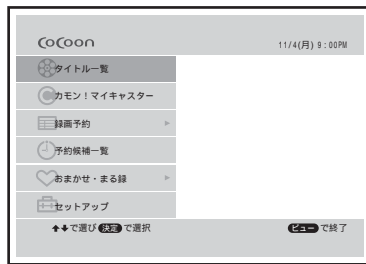 CoCoon
11/4(月) 9:00PM
タイトル一覧
カモン!マイキャスター
録画予約
予約候補一覧
おまかせ・まる録
セットアップ
↑↓で選び 決定 で選択
ビュー で終了